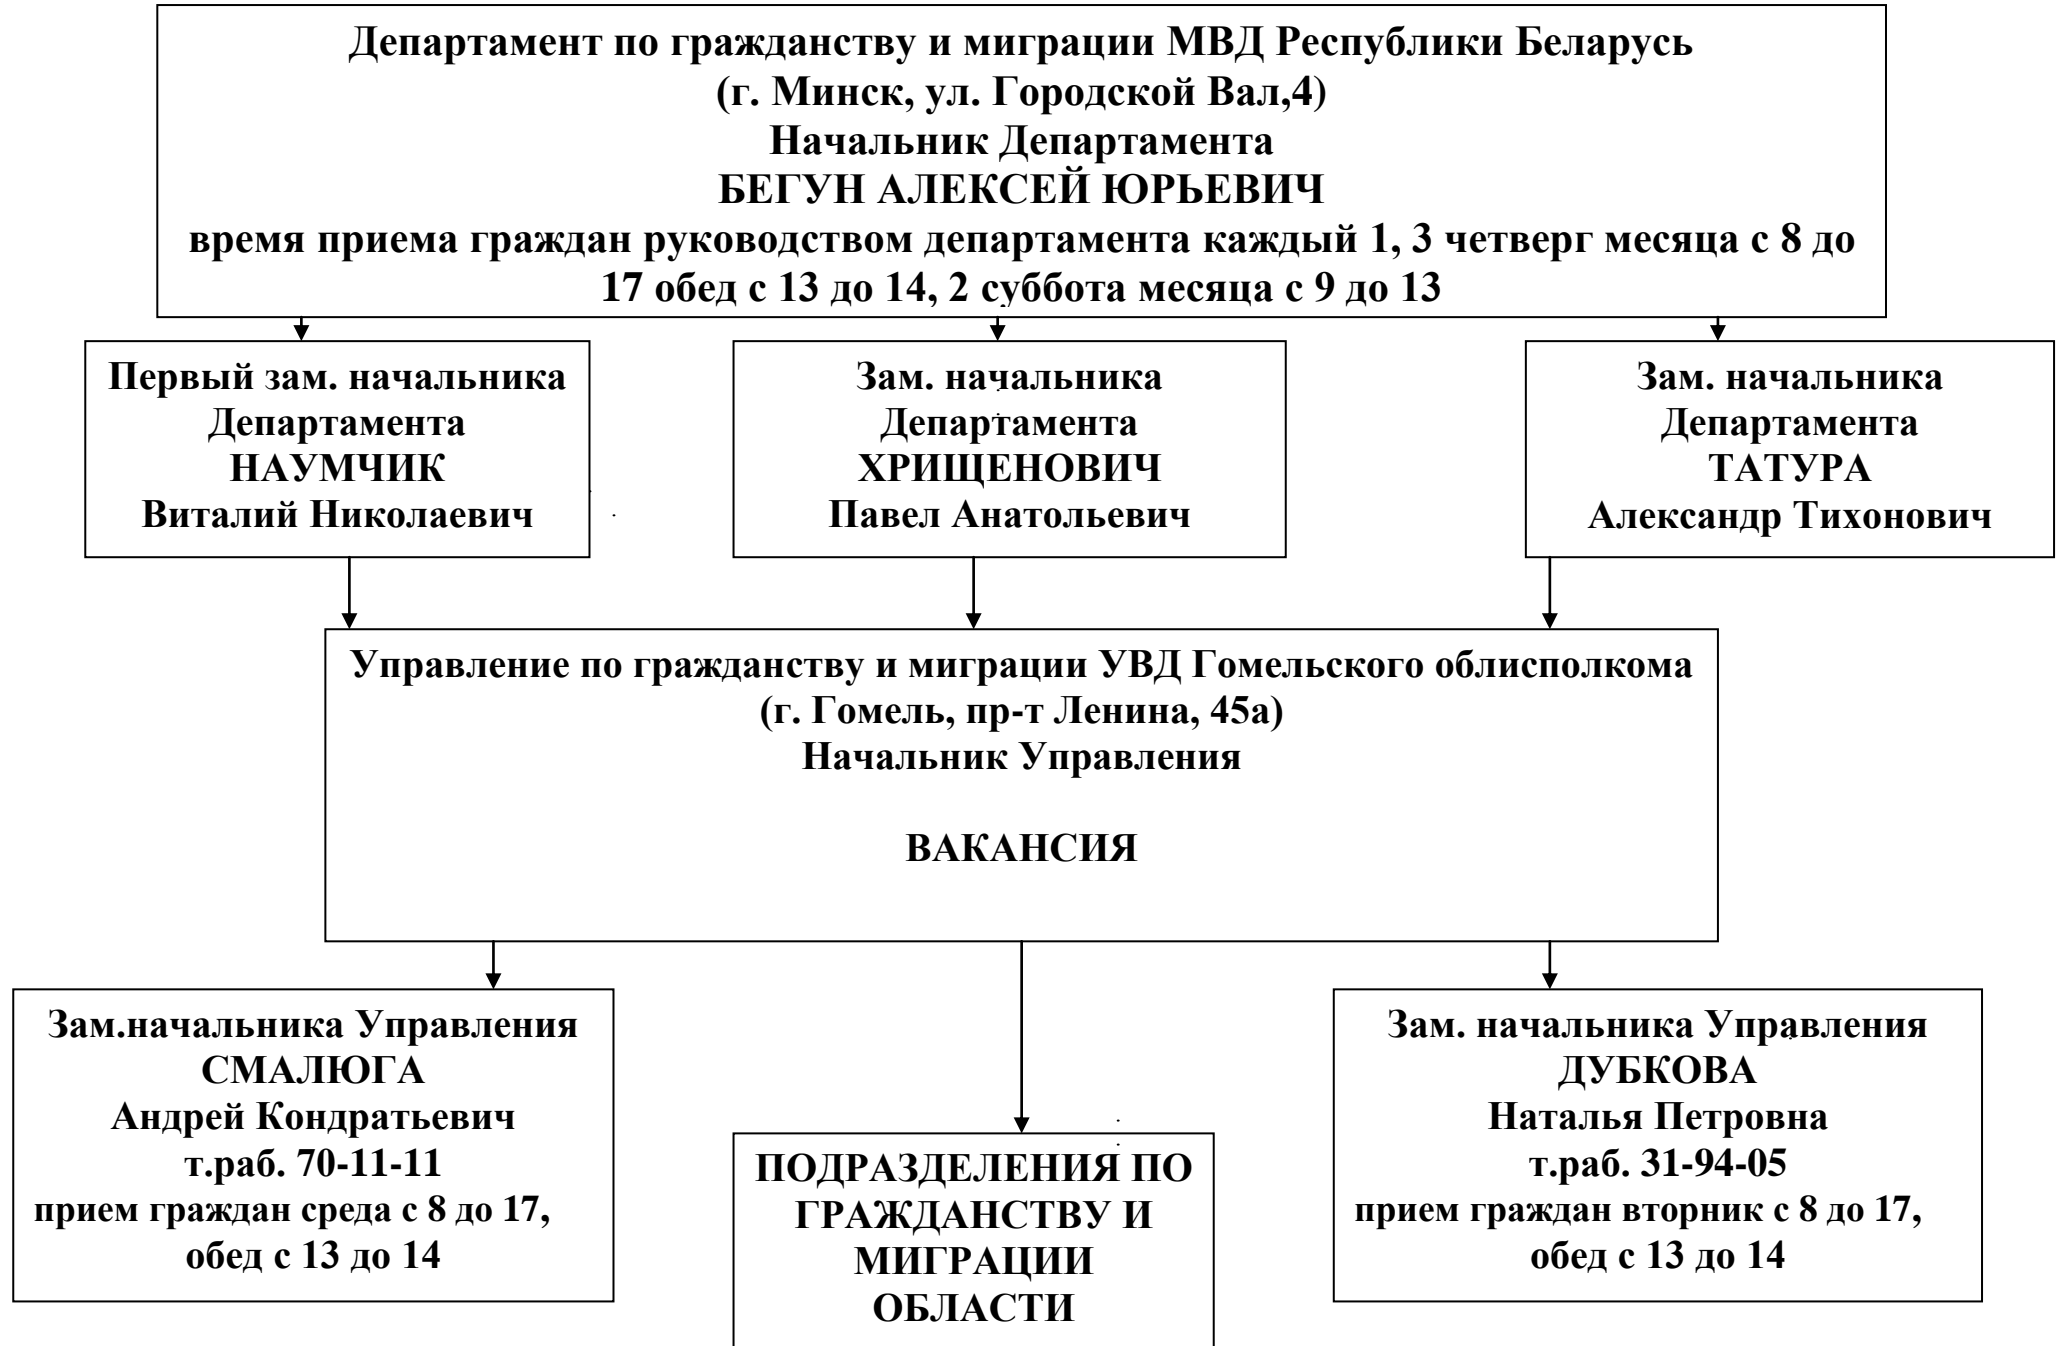 Департамент по гражданству и миграции МВД Республики Беларусь
(г. Минск, ул. Городской Вал,4)
Начальник Департамента
БЕГУН АЛЕКСЕЙ ЮРЬЕВИЧ
время приема граждан руководством департамента каждый 1, 3 четверг месяца с 8 до
17 обед с 13 до 14, 2 суббота месяца с 9 до 13
Первый зам. начальника
Департамента
НАУМЧИК
Виталий Николаевич
Зам. начальника
Департамента
ХРИЩЕНОВИЧ
Павел Анатольевич
Зам. начальника
Департамента
ТАТУРА
Александр Тихонович
Управление по гражданству и миграции УВД Гомельского облисполкома
(г. Гомель, пр-т Ленина, 45а)
Начальник Управления
ВАКАНСИЯ
Зам.начальника Управления
СМАЛЮГА
Андрей Кондратьевич
т.раб. 70-11-11
прием граждан среда с 8 до 17,
обед с 13 до 14
ПОДРАЗДЕЛЕНИЯ ПО
ГРАЖДАНСТВУ И
МИГРАЦИИ
ОБЛАСТИ
Зам. начальника Управления
ДУБКОВА
Наталья Петровна
т.раб. 31-94-05
прием граждан вторник с 8 до 17,
обед с 13 до 14